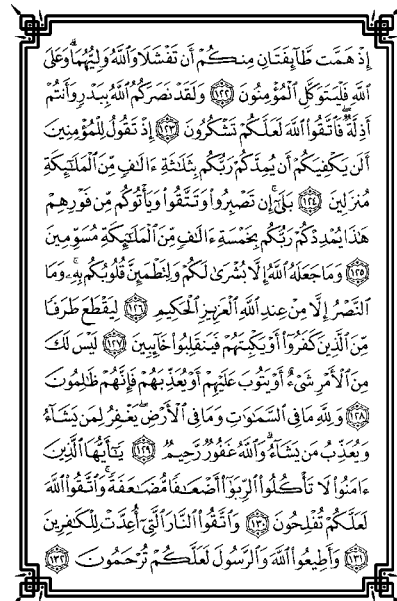 إِذْ هَمَّت طَّآئِفَتَانِ مِنكُمْ أَن تَفْشَلَا وَٱللَّهُ وَلِيُّهُمَا ۗ وَعَلَى
ٱللَّهِ فَلْيَتَوَكَّلِ ٱلْمُؤْمِنُونَ ١٢٢ وَلَقَدْ نَصَرَكُمُ ٱللَّهُ بِبَدْرٍ وَأَنتُمْ
أَذِلَّةٌ ۖ فَٱتَّقُوا۟ ٱللَّهَ لَعَلَّكُمْ تَشْكُرُونَ ١٢٣ إِذْ تَقُولُ لِلْمُؤْمِنِينَ
أَلَن يَكْفِيَكُمْ أَن يُمِدَّكُمْ رَبُّكُم بِثَلَـٰثَةِ ءَالَـٰفٍ مِّنَ ٱلْمَلَـٰٓئِكَةِ
مُنزَلِينَ ١٢٤ بَلَىٰٓ ۚ إِن تَصْبِرُوا۟ وَتَتَّقُوا۟ وَيَأْتُوكُم مِّن فَوْرِهِمْ
هَـٰذَا يُمْدِدْكُمْ رَبُّكُم بِخَمْسَةِ ءَالَـٰفٍ مِّنَ ٱلْمَلَـٰٓئِكَةِ مُسَوِّمِينَ
١٢٥ وَمَا جَعَلَهُ ٱللَّهُ إِلَّا بُشْرَىٰ لَكُمْ وَلِتَطْمَئِنَّ قُلُوبُكُم بِهِۦ ۗ وَمَا
ٱلنَّصْرُ إِلَّا مِنْ عِندِ ٱللَّهِ ٱلْعَزِيزِ ٱلْحَكِيمِ ١٢٦ لِيَقْطَعَ طَرَفًا
مِّنَ ٱلَّذِينَ كَفَرُوٓا۟ أَوْ يَكْبِتَهُمْ فَيَنقَلِبُوا۟ خَآئِبِينَ ١٢٧ لَيْسَ لَكَ
مِنَ ٱلْأَمْرِ شَىْءٌ أَوْ يَتُوبَ عَلَيْهِمْ أَوْ يُعَذِّبَهُمْ فَإِنَّهُمْ ظَـٰلِمُونَ
١٢٨ وَلِلَّهِ مَا فِى ٱلسَّمَـٰوَٰتِ وَمَا فِى ٱلْأَرْضِ ۚ يَغْفِرُ لِمَن يَشَآءُ
وَيُعَذِّبُ مَن يَشَآءُ ۚ وَٱللَّهُ غَفُورٌ رَّحِيمٌ ١٢٩ يَـٰٓأَيُّهَا ٱلَّذِينَ
ءَامَنُوا۟ لَا تَأْكُلُوا۟ ٱلرِّبَوٰٓا۟ أَضْعَـٰفًا مُّضَـٰعَفَةً ۖ وَٱتَّقُوا۟ ٱللَّهَ
لَعَلَّكُمْ تُفْلِحُونَ ١٣٠ وَٱتَّقُوا۟ ٱلنَّارَ ٱلَّتِىٓ أُعِدَّتْ لِلْكَـٰفِرِينَ
١٣١ وَأَطِيعُوا۟ ٱللَّهَ وَٱلرَّسُولَ لَعَلَّكُمْ تُرْحَمُونَ ١٣٢